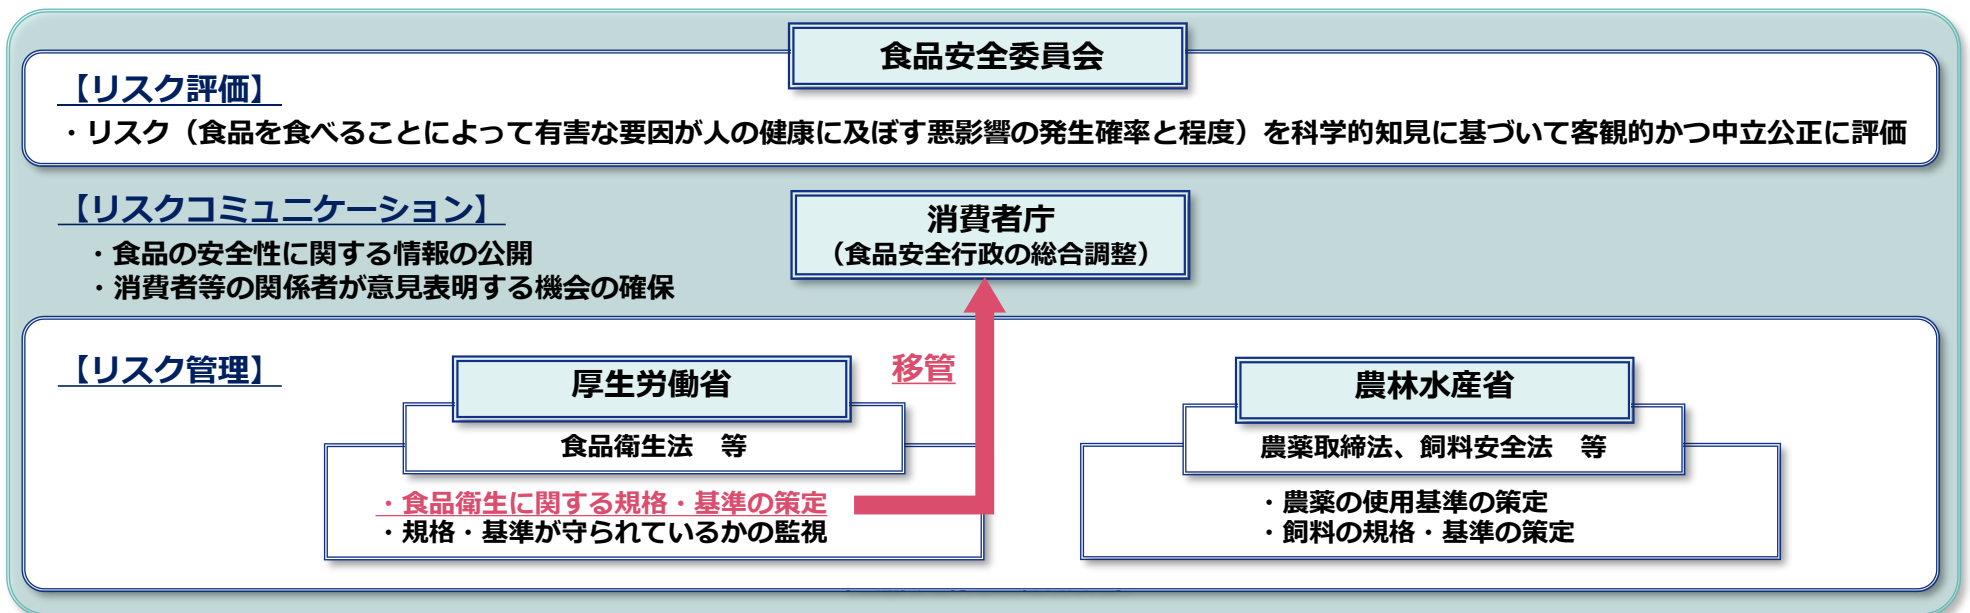 食品安全委員会
【リスク評価】
・リスク（食品を食べることによって有害な要因が人の健康に及ぼす悪影響の発生確率と程度）を科学的知見に基づいて客観的かつ中立公正に評価
【リスクコミュニケーション】
・食品の安全性に関する情報の公開
・消費者等の関係者が意見表明する機会の確保
消費者庁
（食品安全行政の総合調整）
【リスク管理】
厚生労働省
移管
食品衛生法　等
・食品衛生に関する規格・基準の策定
・規格・基準が守られているかの監視
農林水産省
農薬取締法、飼料安全法　等
・農薬の使用基準の策定
・飼料の規格・基準の策定